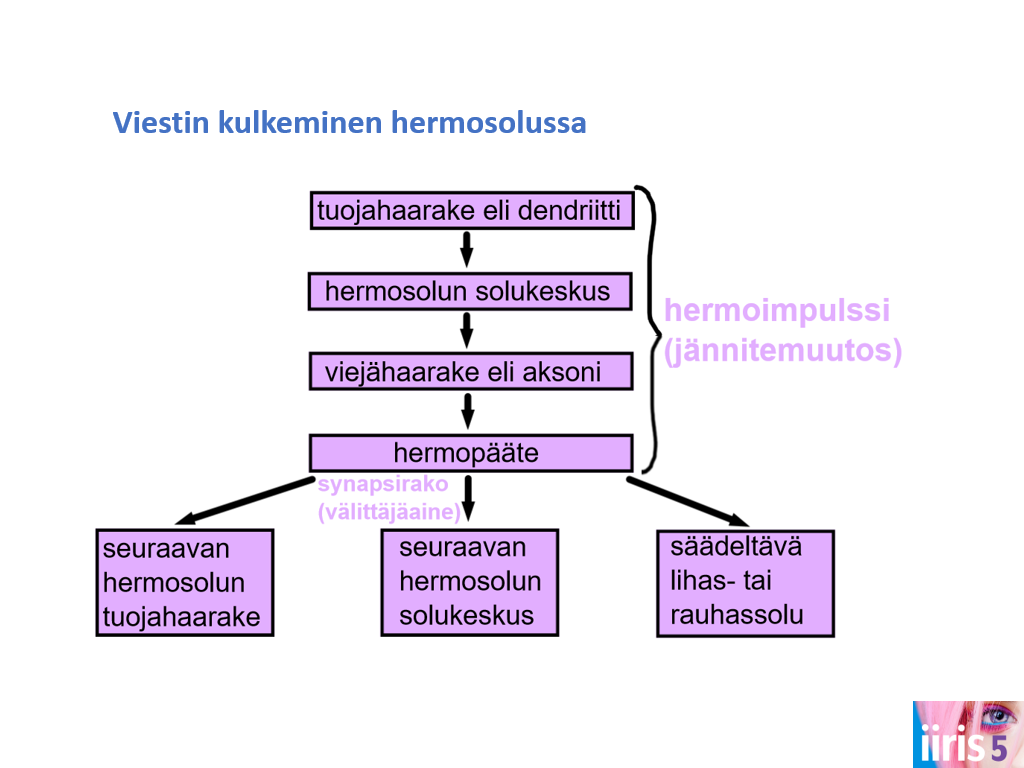 Viestin kulkeminen hermosolussa
tuojahaarake eli dendriitti
hermosolun solukeskus
viejähaarake eli aksoni
hermopääte
hermoimpulssi
(jännitemuutos)
synapsirako
(välittäjäaine)
seuraavan
hermosolun
tuojahaarake
seuraavan
hermosolun
solukeskus
säädeltävä
lihas- tai
rauhassolu
iiris 5